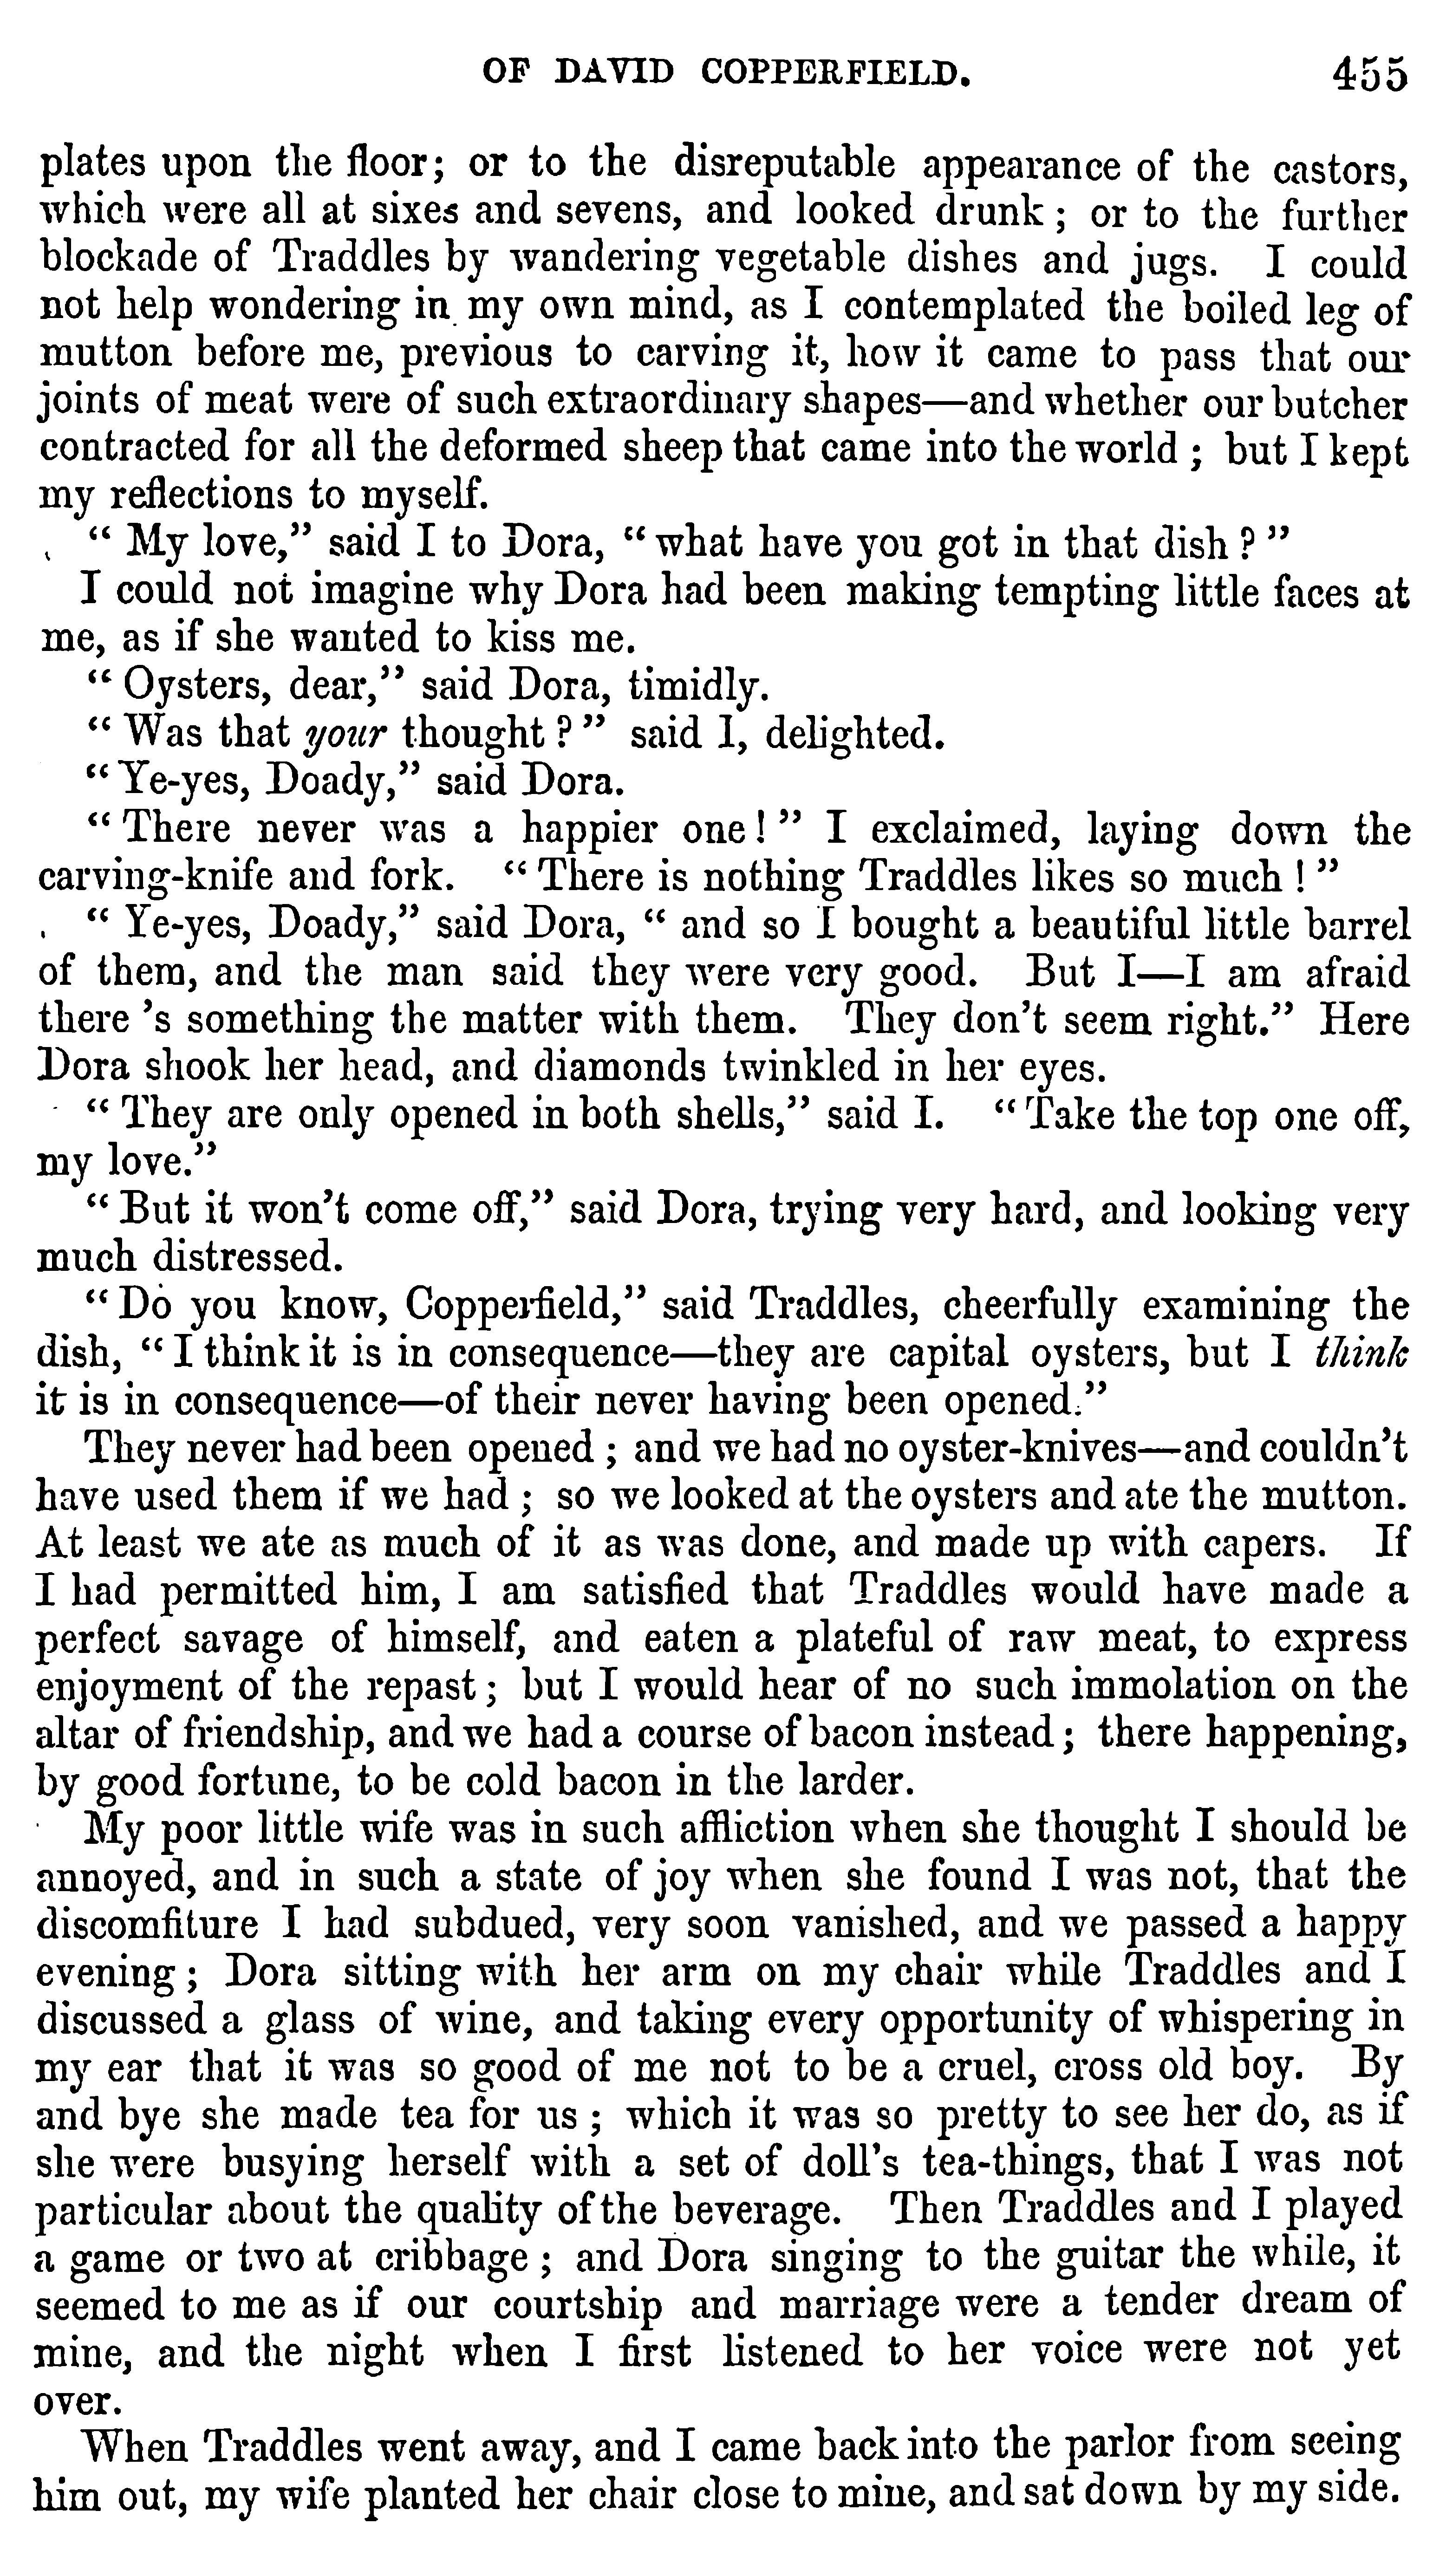 OF DAVID COPPERFIELD. 455
plates upon the floor; or to the disreputable appearance of the castors,
which were all at sixes and sevens, and looked drunk; or to the further
blockade of Traddles by wandering vegetable dishes and jugs. I could
not help wondering in my own mind, as I contemplated the boiled leg of
mutton before me, previous to carving it, how it came to pass that our
joints of meat were of such extraordinary shapes—and whether our butcher
contracted for all the deformed sheep that came into the world; but I kept
my reflections to myself.
"My love," said I to Dora, "what have you got in that dish?"
I could not imagine why Dora had been making tempting little faces at
me, as if she wanted to kiss me.
"Oysters, dear," said Dora, timidly.
"Was that your thought?" said I, delighted.
"Ye-yes, Doady," said Dora.
"There never was a happier one!" I exclaimed, laying down the
carving-knife and fork. "There is nothing Traddles likes so much!"
"Ye-yes, Doady," said Dora, "and so I bought a beautiful little barrel
of them, and the man said they were very good. But I—I am afraid
there 's something the matter with them. They don't seem right." Here
Dora shook her head, and diamonds twinkled in her eyes.
"They are only opened in both shells," said I. "Take the top one off,
my love."
"But it won't come off," said Dora, trying very hard, and looking very
much distressed.
"Do you know, Copperfield," said Traddles, cheerfully examining the
dish, "I think it is in consequence—they are capital oysters, but I think
it is in consequence—of their never having been opened."
They never had been opened; and we had no oyster-knives—and couldn't
have used them if we had; so we looked at the oysters and ate the mutton.
At least we ate as much of it as was done, and made up with capers. If
I had permitted him, I am satisfied that Traddles would have made a
perfect savage of himself, and eaten a plateful of raw meat, to express
enjoyment of the repast; but I would hear of no such immolation on the
altar of friendship, and we had a course of bacon instead; there happening,
by good fortune, to be cold bacon in the larder.
My poor little wife was in such affliction when she thought I should be
annoyed, and in such a state of joy when she found I was not, that the
discomfiture I had subdued, very soon vanished, and we passed a happy
evening; Dora sitting with her arm on my chair while Traddles and I
discussed a glass of wine, and taking every opportunity of whispering in
my ear that it was so good of me not to be a cruel, cross old boy. By
and bye she made tea for us; which it was so pretty to see her do, as if
she were busying herself with a set of doll's tea-things, that I was not
particular about the quality of the beverage. Then Traddles and I played
a game or two at cribbage; and Dora singing to the guitar the while, it
seemed to me as if our courtship and marriage were a tender dream of
mine, and the night when I first listened to her voice were not yet
over.
When Traddles went away, and I came back into the parlor from seeing
him out, my wife planted her chair close to mine, and sat down by my side.